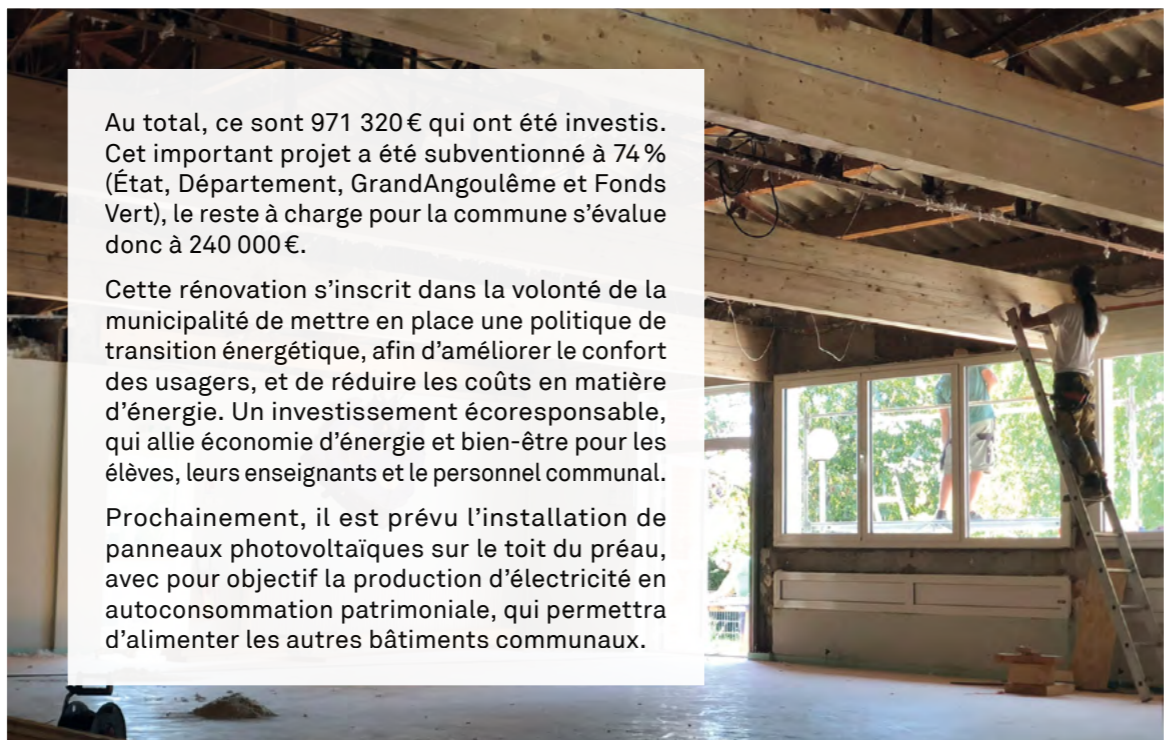 Au total, ce sont 971 320 € qui ont été investis.
Cet important projet a été subventionné à 74 %
(État, Département, GrandAngoulême et Fonds
Vert), le reste à charge pour la commune s’évalue
donc à 240 000 €.
Cette rénovation s’inscrit dans la volonté de la
municipalité de mettre en place une politique de
transition énergétique, afin d’améliorer le confort
des usagers, et de réduire les coûts en matière
d’énergie. Un investissement écoresponsable,
qui allie économie d’énergie et bien-être pour les
élèves, leurs enseignants et le personnel communal.
Prochainement, il est prévu l’installation de
panneaux photovoltaïques sur le toit du préau,
avec pour objectif la production d’électricité en
autoconsommation patrimoniale, qui permettra
d’alimenter les autres bâtiments communaux.